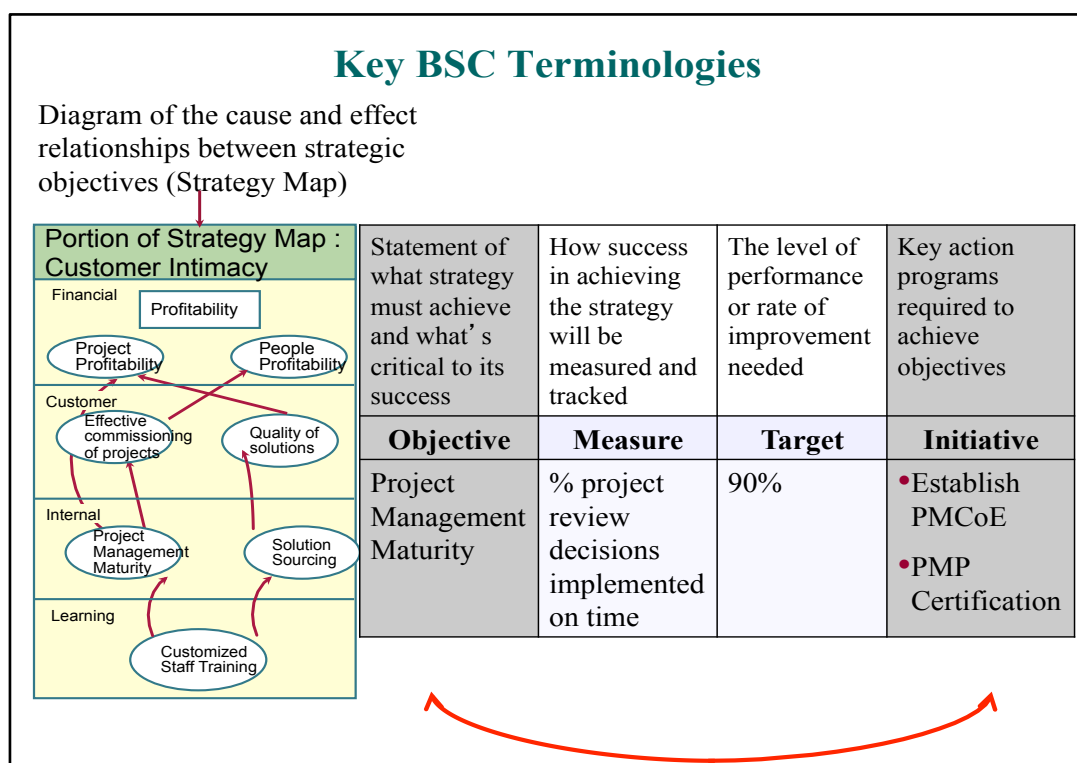 Key BSC Terminologies
Diagram of the cause and effect
relationships between strategic
objectives (Strategy Map)
Portion of Strategy Map :
Customer Intimacy
Financial
Profitability
Project
Profitability
People
Profitability
Customer
Effective
commissioning
of projects
Quality of
solutions
Internal
Project
Management
Maturity
Solution
Sourcing
Learning
Customized
Staff Training
Statement of
what strategy
must achieve
and what’s
critical to its
success
How success
in achieving
the strategy
will be
measured and
tracked
The level of
performance
or rate of
improvement
needed
Key action
programs
required to
achieve
objectives
Objective
Measure
Target
Initiative
Project
Management
Maturity
% project
review
decisions
implemented
on time
90%
•Establish
PMCoE
•PMP
Certification